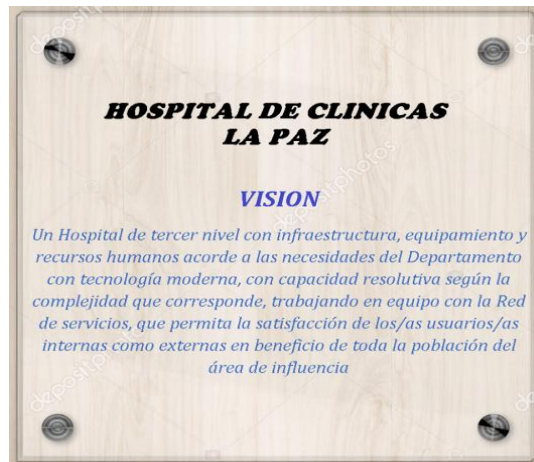 HOSPITAL DE CLINICAS
LA PAZ
VISION
Un Hospital de tercer nivel con infraestructura, equipamiento y
recursos humanos acorde a las necesidades del Departamento
con tecnología moderna, con capacidad resolutiva según la
complejidad que corresponde, trabajando en equipo con la Red
de servicios, que permita la satisfacción de los/as usuarios/as
internas como externas en beneficio de toda la población del
área de influencia
depositphotos